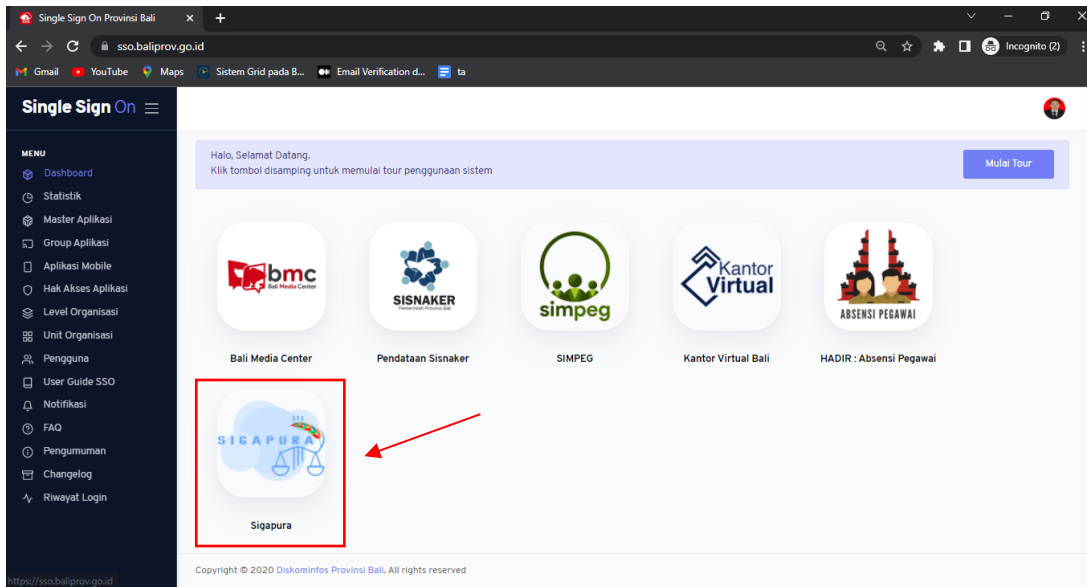 Single Sign On Provinsi Bali
sso.baliprov.go.id
Incognito (2)
Gmail
YouTube
Maps
Sistem Grid pada B...
Email Verification d...
ta
Single Sign On
Halo, Selamat Datang.
Klik tombol disamping untuk memulai tour penggunaan sistem
Mulai Tour
MENU
Dashboard
Statistik
Master Aplikasi
Group Aplikasi
Aplikasi Mobile
Hak Akses Aplikasi
Level Organisasi
Unit Organisasi
Pengguna
User Guide SSO
Notifikasi
FAQ
Pengumuman
Changelog
Riwayat Login
bmc
Bali Media Center
Bali Media Center
SISNAKER
Pemerintah Provinsi Bali
Pendataan Sisnaker
simpeg
SIMPEG
Kantor
Virtual
Kantor Virtual Bali
ABSENSI PEGAWAI
HADIR : Absensi Pegawai
SIGAPURA
Sigapura
Copyright © 2020 Diskominfos Provinsi Bali. All rights reserved
https://sso.baliprov.go.id